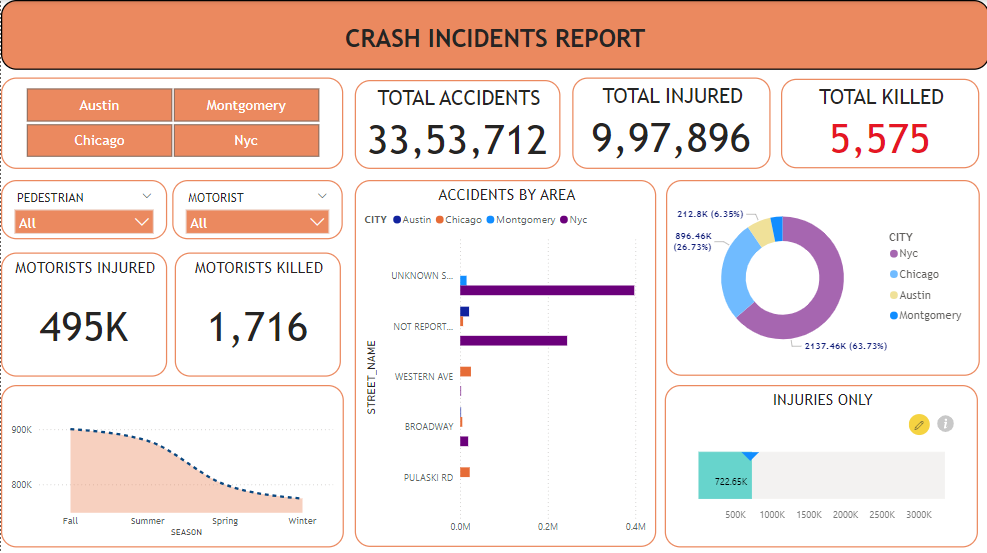 CRASH INCIDENTS REPORT
Austin
Montgomery
Chicago
Nyc
TOTAL ACCIDENTS
33,53,712
TOTAL INJURED
9,97,896
TOTAL KILLED
5,575
PEDESTRIAN
All
MOTORIST
All
MOTORISTS INJURED
495K
MOTORISTS KILLED
1,716
900K
800K
Fall
Summer
Spring
Winter
SEASON
ACCIDENTS BY AREA
CITY Austin Chicago Montgomery Nyc
STREET_NAME
UNKNOWN S...
NOT REPORT...
WESTERN AVE
BROADWAY
PULASKI RD
0.0M
0.2M
0.4M
212.8K (6.35%)
896.46K
(26.73%)
2137.46K (63.73%)
CITY
Nyc
Chicago
Austin
Montgomery
INJURIES ONLY
i
722.65K
500K
1000K
1500K
2000K
2500K
3000K